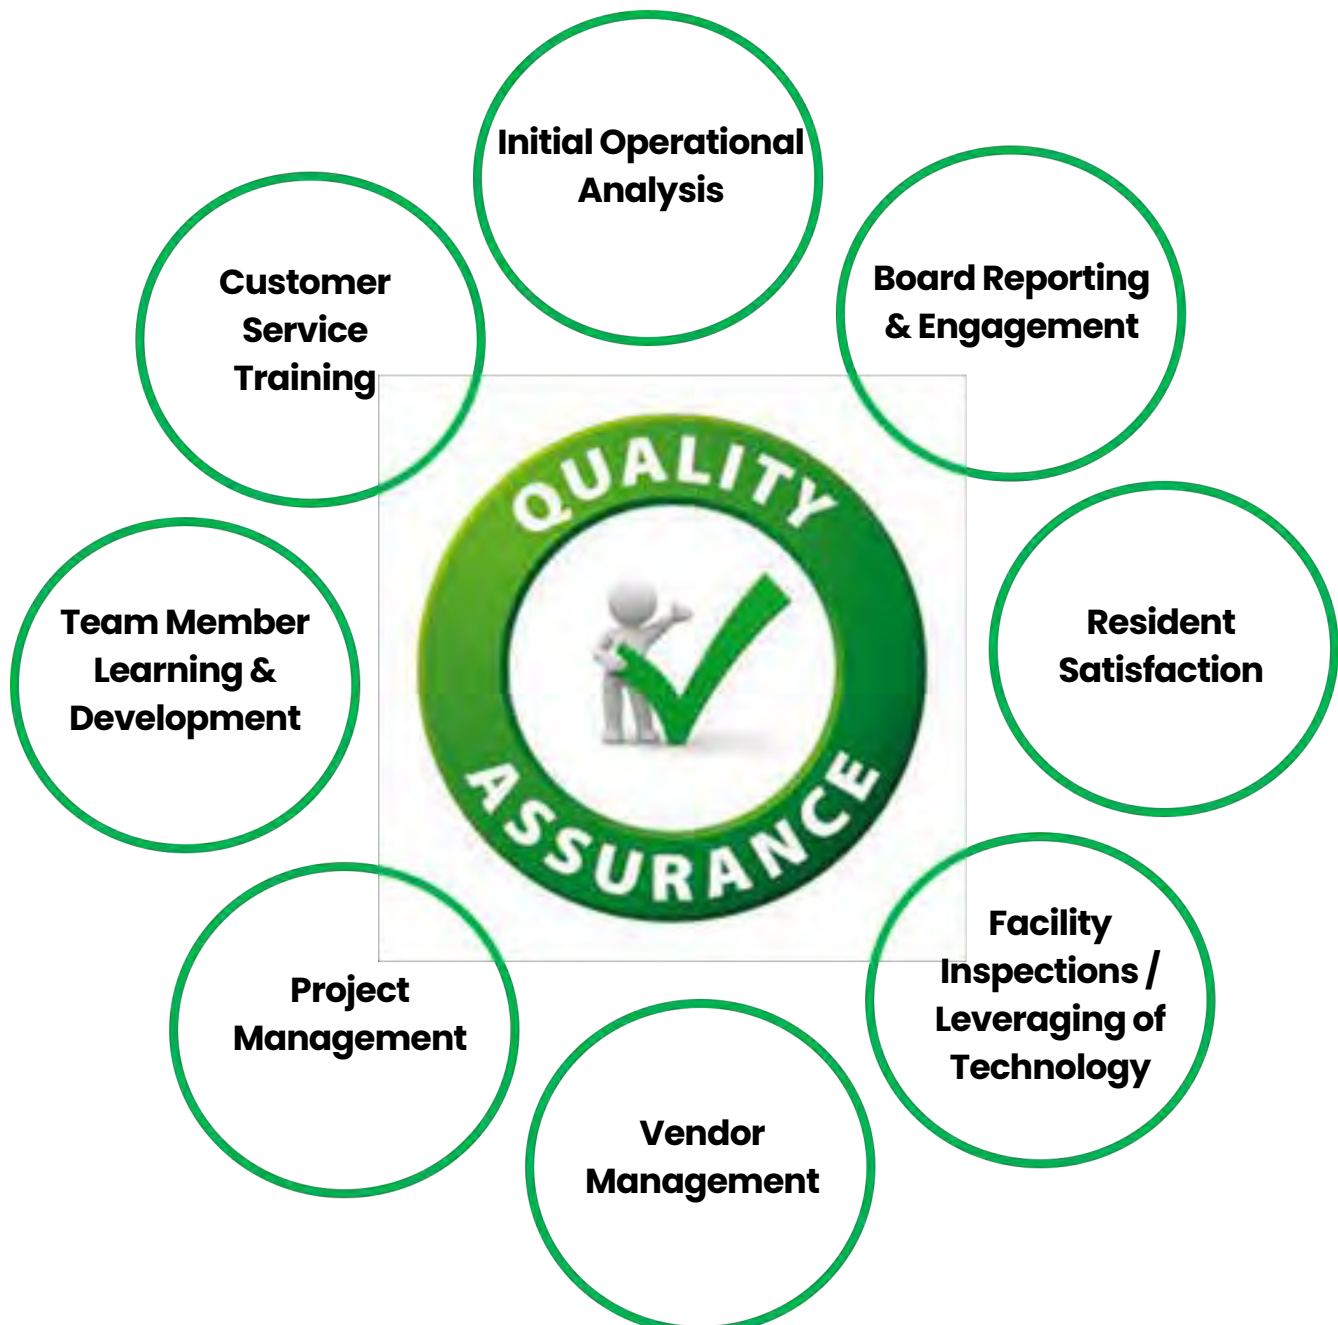 Initial Operational
Analysis
Board Reporting
& Engagement
Customer
Service
Training
QUALITY
ASSURANCE
Team Member
Learning &
Development
Resident
Satisfaction
Facility
Inspections /
Leveraging of
Technology
Project
Management
Vendor
Management